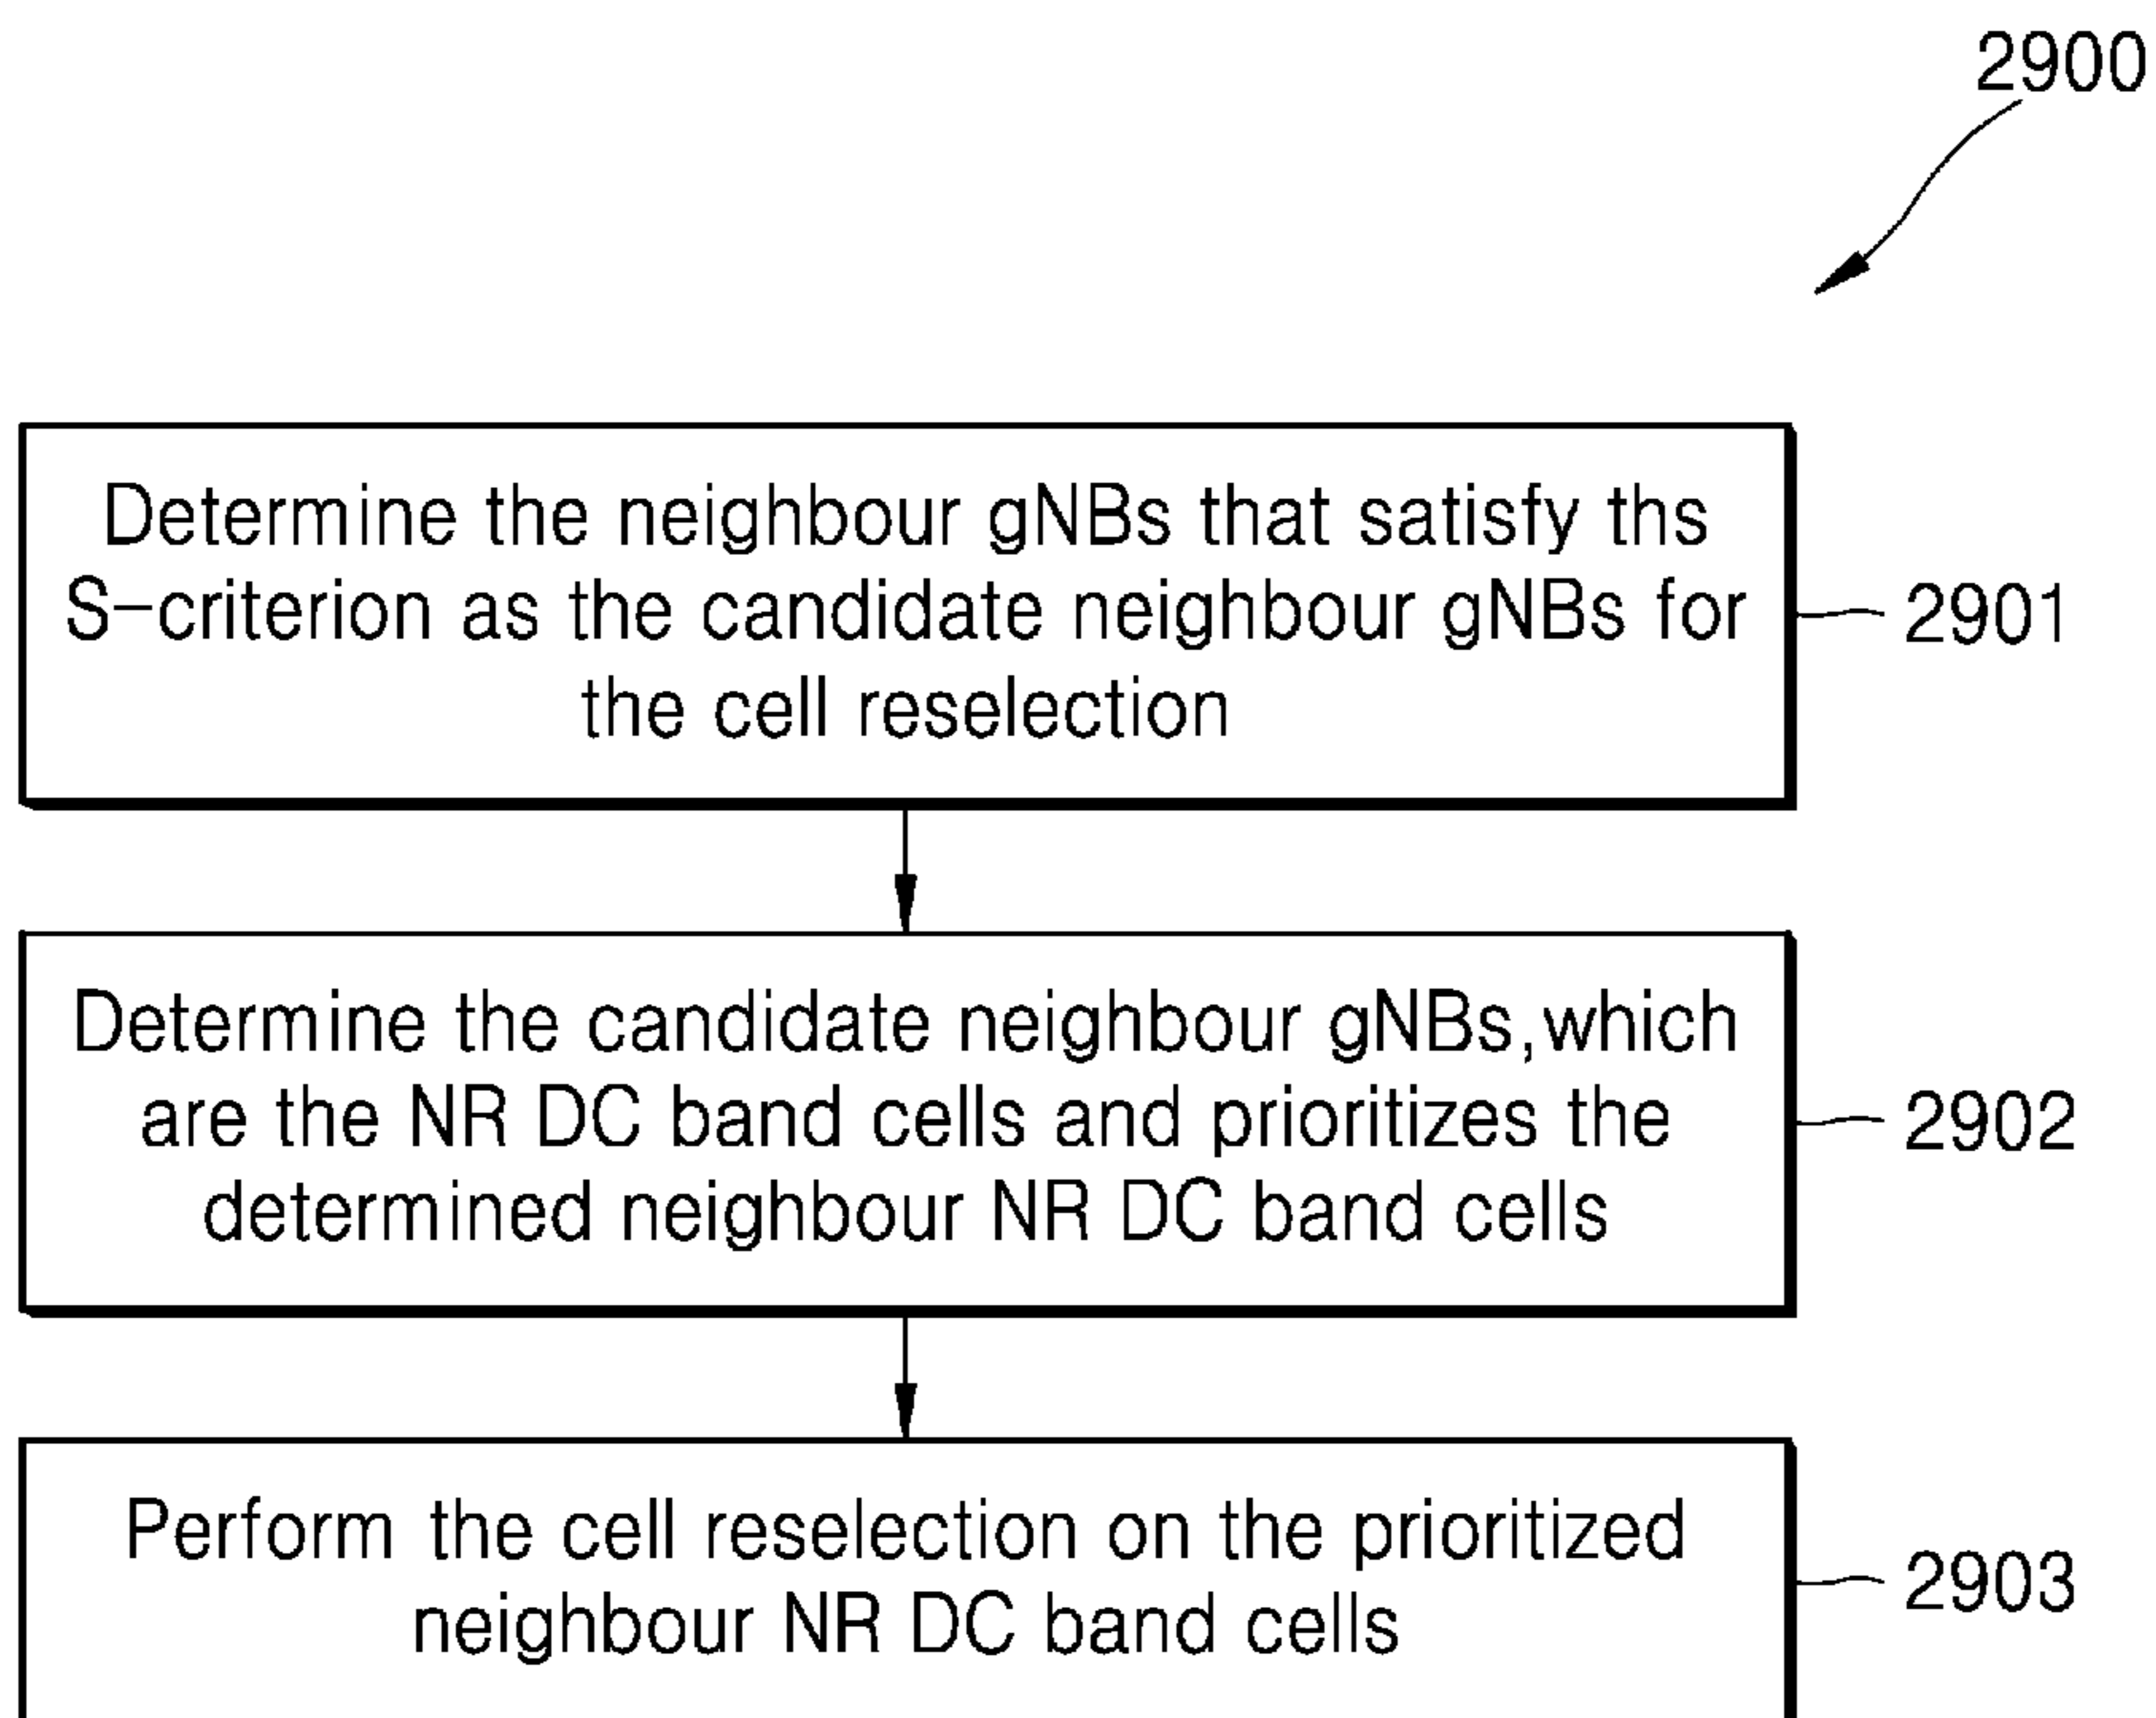 2900
Determine the neighbour gNBs that satisfy ths
S-criterion as the candidate neighbour gNBs for
the cell reselection
2901
Determine the candidate neighbour gNBs,which
are the NR DC band cells and prioritizes the
determined neighbour NR DC band cells
2902
Perform the cell reselection on the prioritized
neighbour NR DC band cells
2903